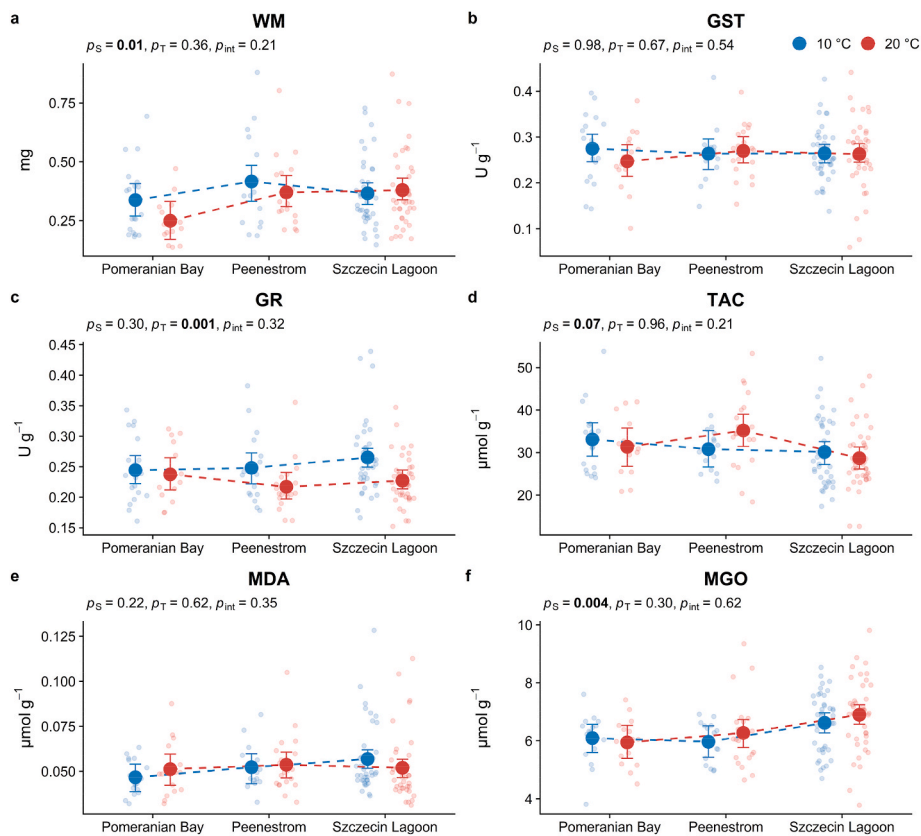 a WM
pS = 0.01, pT = 0.36, pint = 0.21
mg
0.75
0.50
0.25
Pomeranian Bay Peenestrom Szczecin Lagoon
b GST
pS = 0.98, pT = 0.67, pint = 0.54
10 °C 20 °C
U g−1
0.4
0.3
0.2
0.1
Pomeranian Bay Peenestrom Szczecin Lagoon
c GR
pS = 0.30, pT = 0.001, pint = 0.32
U g−1
0.45
0.40
0.35
0.30
0.25
0.20
0.15
Pomeranian Bay Peenestrom Szczecin Lagoon
d TAC
pS = 0.07, pT = 0.96, pint = 0.21
µmol g−1
50
40
30
20
Pomeranian Bay Peenestrom Szczecin Lagoon
e MDA
pS = 0.22, pT = 0.62, pint = 0.35
µmol g−1
0.125
0.100
0.075
0.050
Pomeranian Bay Peenestrom Szczecin Lagoon
f MGO
pS = 0.004, pT = 0.30, pint = 0.62
µmol g−1
10
8
6
4
Pomeranian Bay Peenestrom Szczecin Lagoon